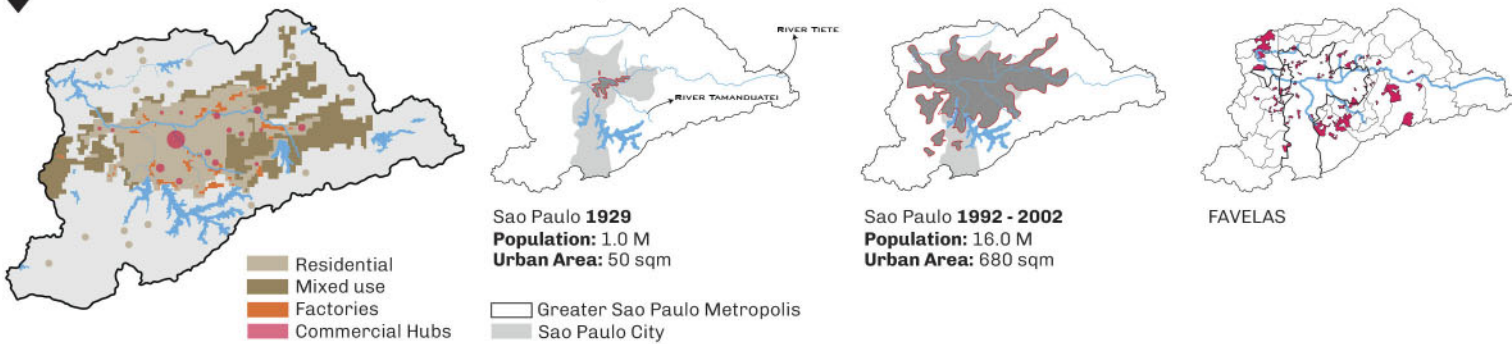 RIVER TIETE
RIVER TAMANDUATEI
Residential
Mixed use
Factories
Commercial Hubs
Sao Paulo 1929
Population: 1.0 M
Urban Area: 50 sqm
Greater Sao Paulo Metropolis
Sao Paulo City
Sao Paulo 1992 - 2002
Population: 16.0 M
Urban Area: 680 sqm
FAVELAS